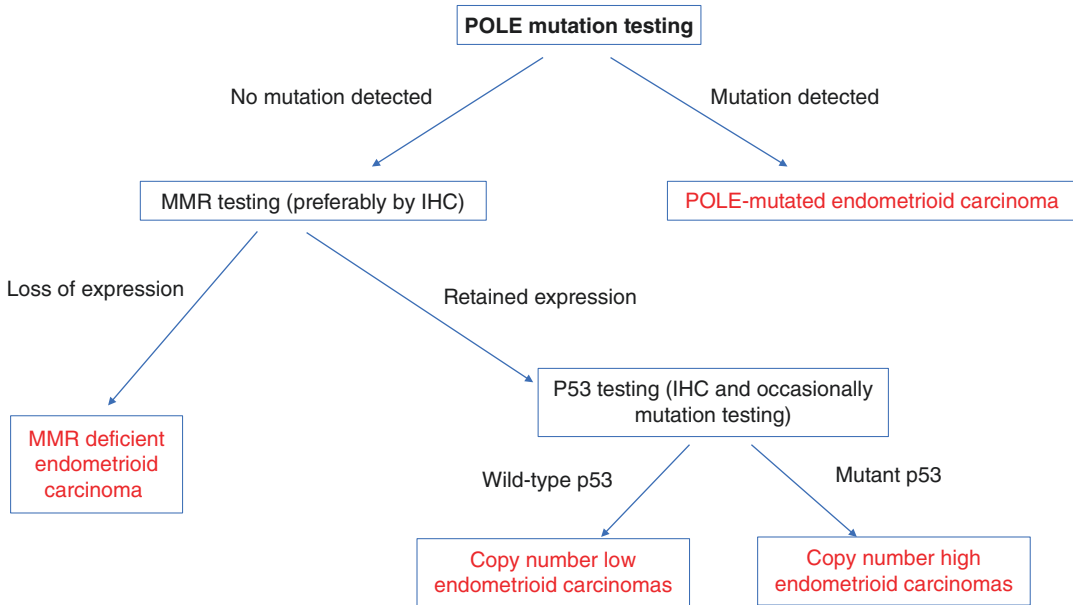 POLE mutation testing
No mutation detected
Mutation detected
MMR testing (preferably by IHC)
POLE-mutated endometrioid carcinoma
Loss of expression
Retained expression
P53 testing (IHC and occasionally
mutation testing)
MMR deficient
endometrioid
carcinoma
Wild-type p53
Mutant p53
Copy number low
endometrioid carcinomas
Copy number high
endometrioid carcinomas